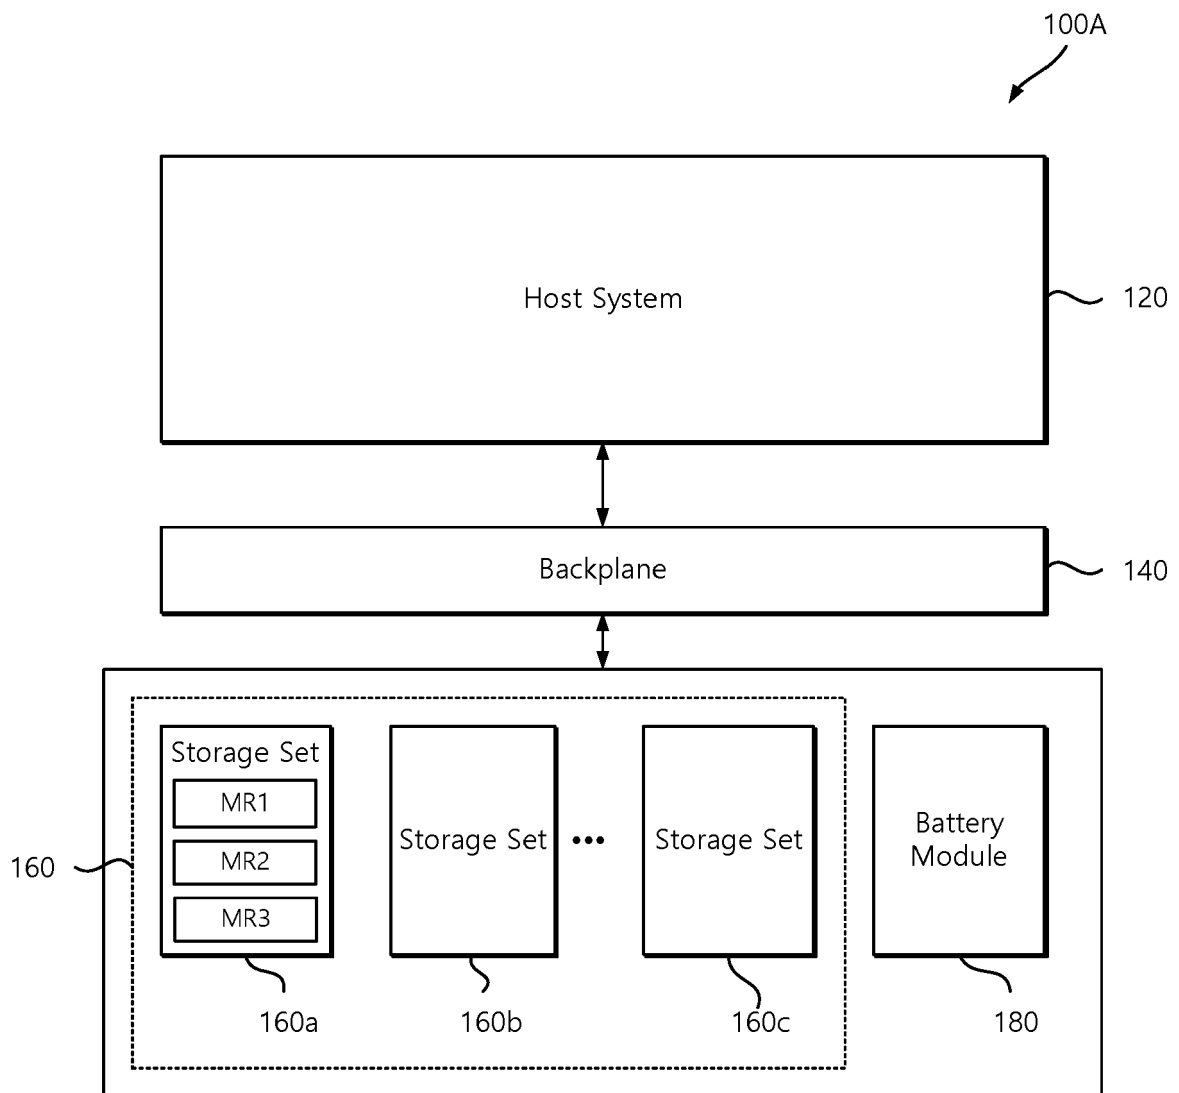 100A
Host System
120
Backplane
140
Storage Set
MR1
MR2
MR3
Storage Set
•••
Storage Set
Battery
Module
160
160a
160b
160c
180